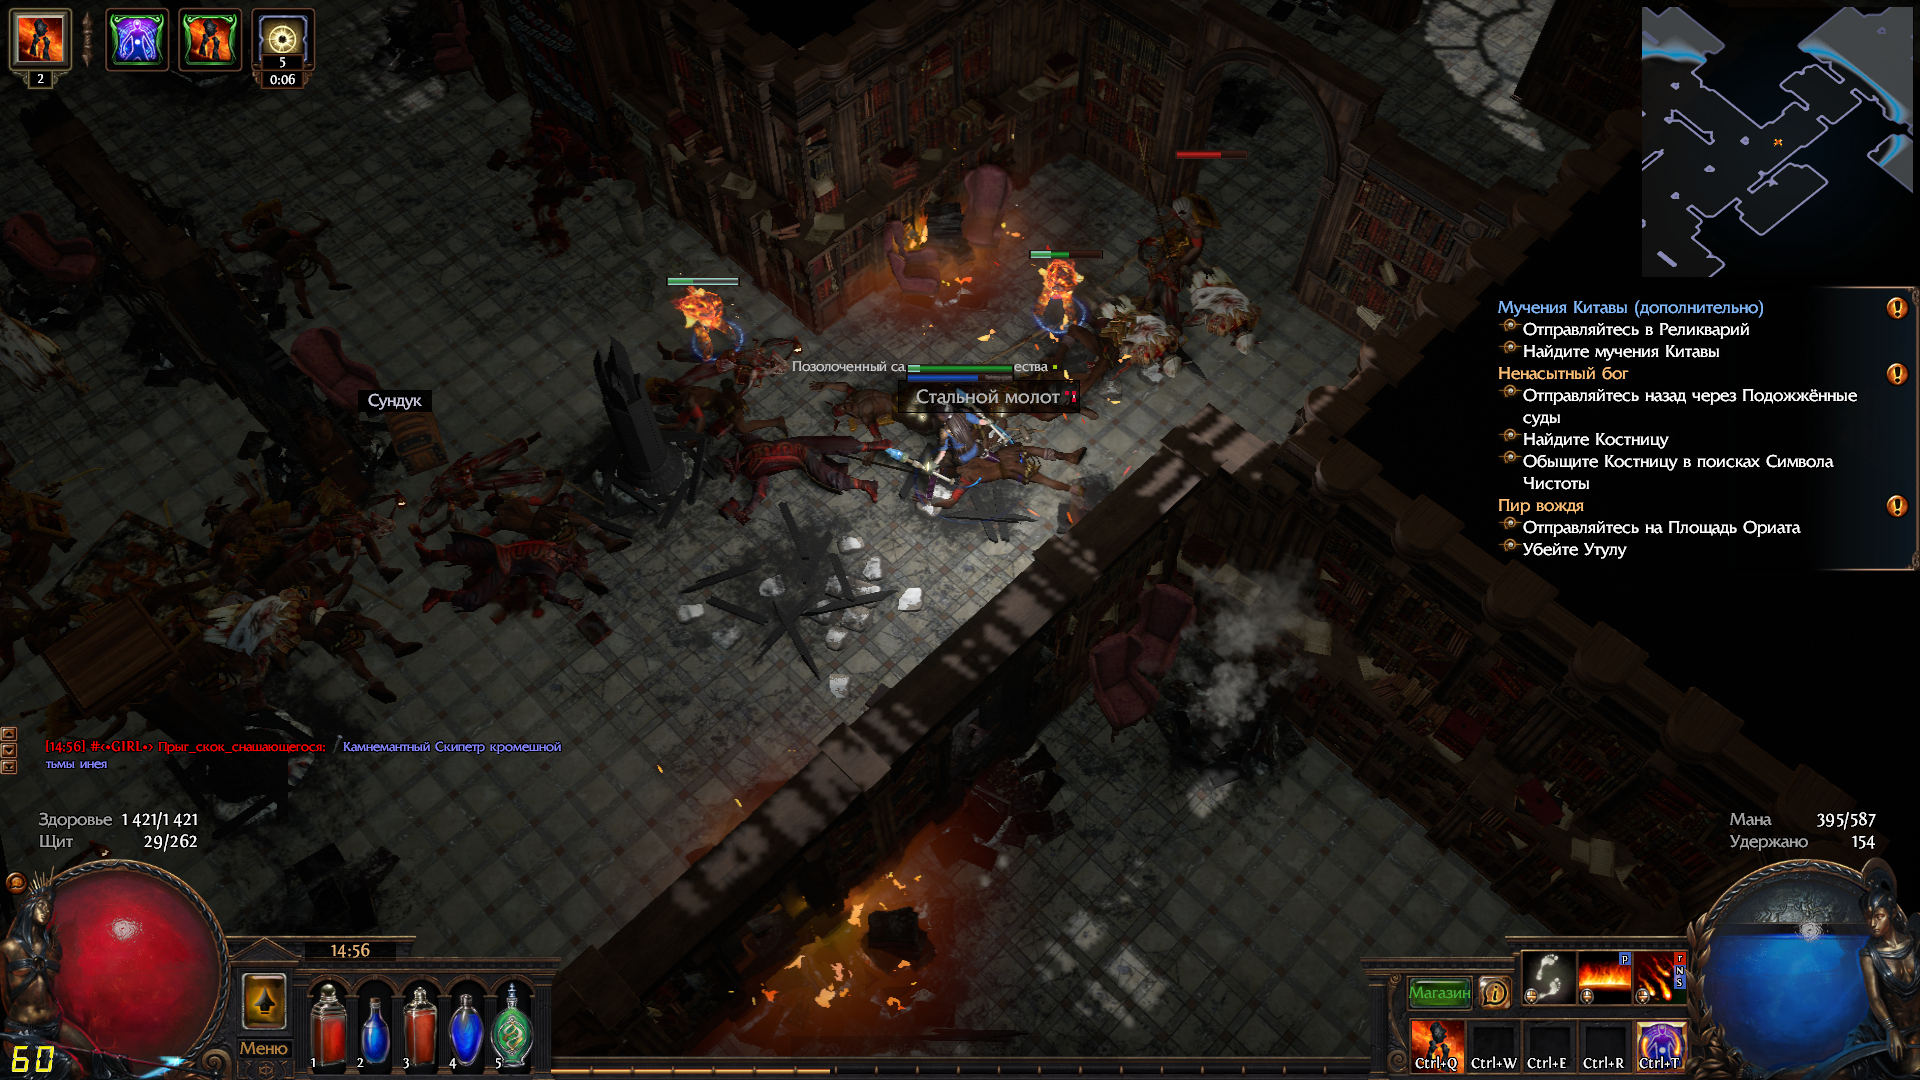 2
5
0:06
Мучения Китавы (дополнительно)
Отправляйтесь в Реликварий
Найдите мучения Китавы
Ненасытный бог
Отправляйтесь назад через Подожжённые
суды
Найдите Костницу
Обыщите Костницу в поисках Символа
Чистоты
Пир вождя
Отправляйтесь на Площадь Ориата
Убейте Утулу
Позолоченный са ества
Стальной молот
Сундук
[14:56] #<•GIRL•> Прыг_скок_снашающегося: Камнемантный Скипетр кромешной
тьмы инея
Здоровье 1 421/1 421
Щит 29/262
Мана 395/587
Удержано 154
14:56
Меню
1 2 3 4 5
60
Магазин
P
r
N
S
Ctrl+Q Ctrl+W Ctrl+E Ctrl+R Ctrl+T